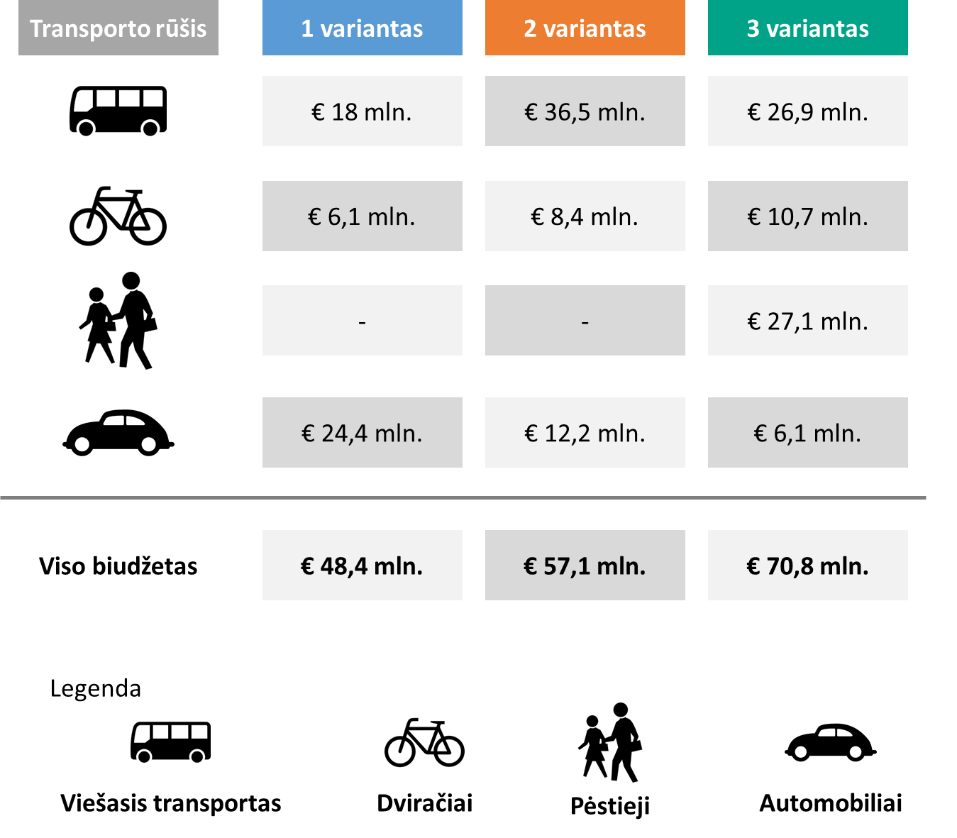 Transporto rūšis 1 variantas 2 variantas 3 variantas
€ 18 mln. € 36,5 mln. € 26,9 mln.
€ 6,1 mln. € 8,4 mln. € 10,7 mln.
- - € 27,1 mln.
€ 24,4 mln. € 12,2 mln. € 6,1 mln.
Viso biudžetas € 48,4 mln. € 57,1 mln. € 70,8 mln.
Legenda
Viešasis transportas Dviračiai Pėstieji Automobiliai